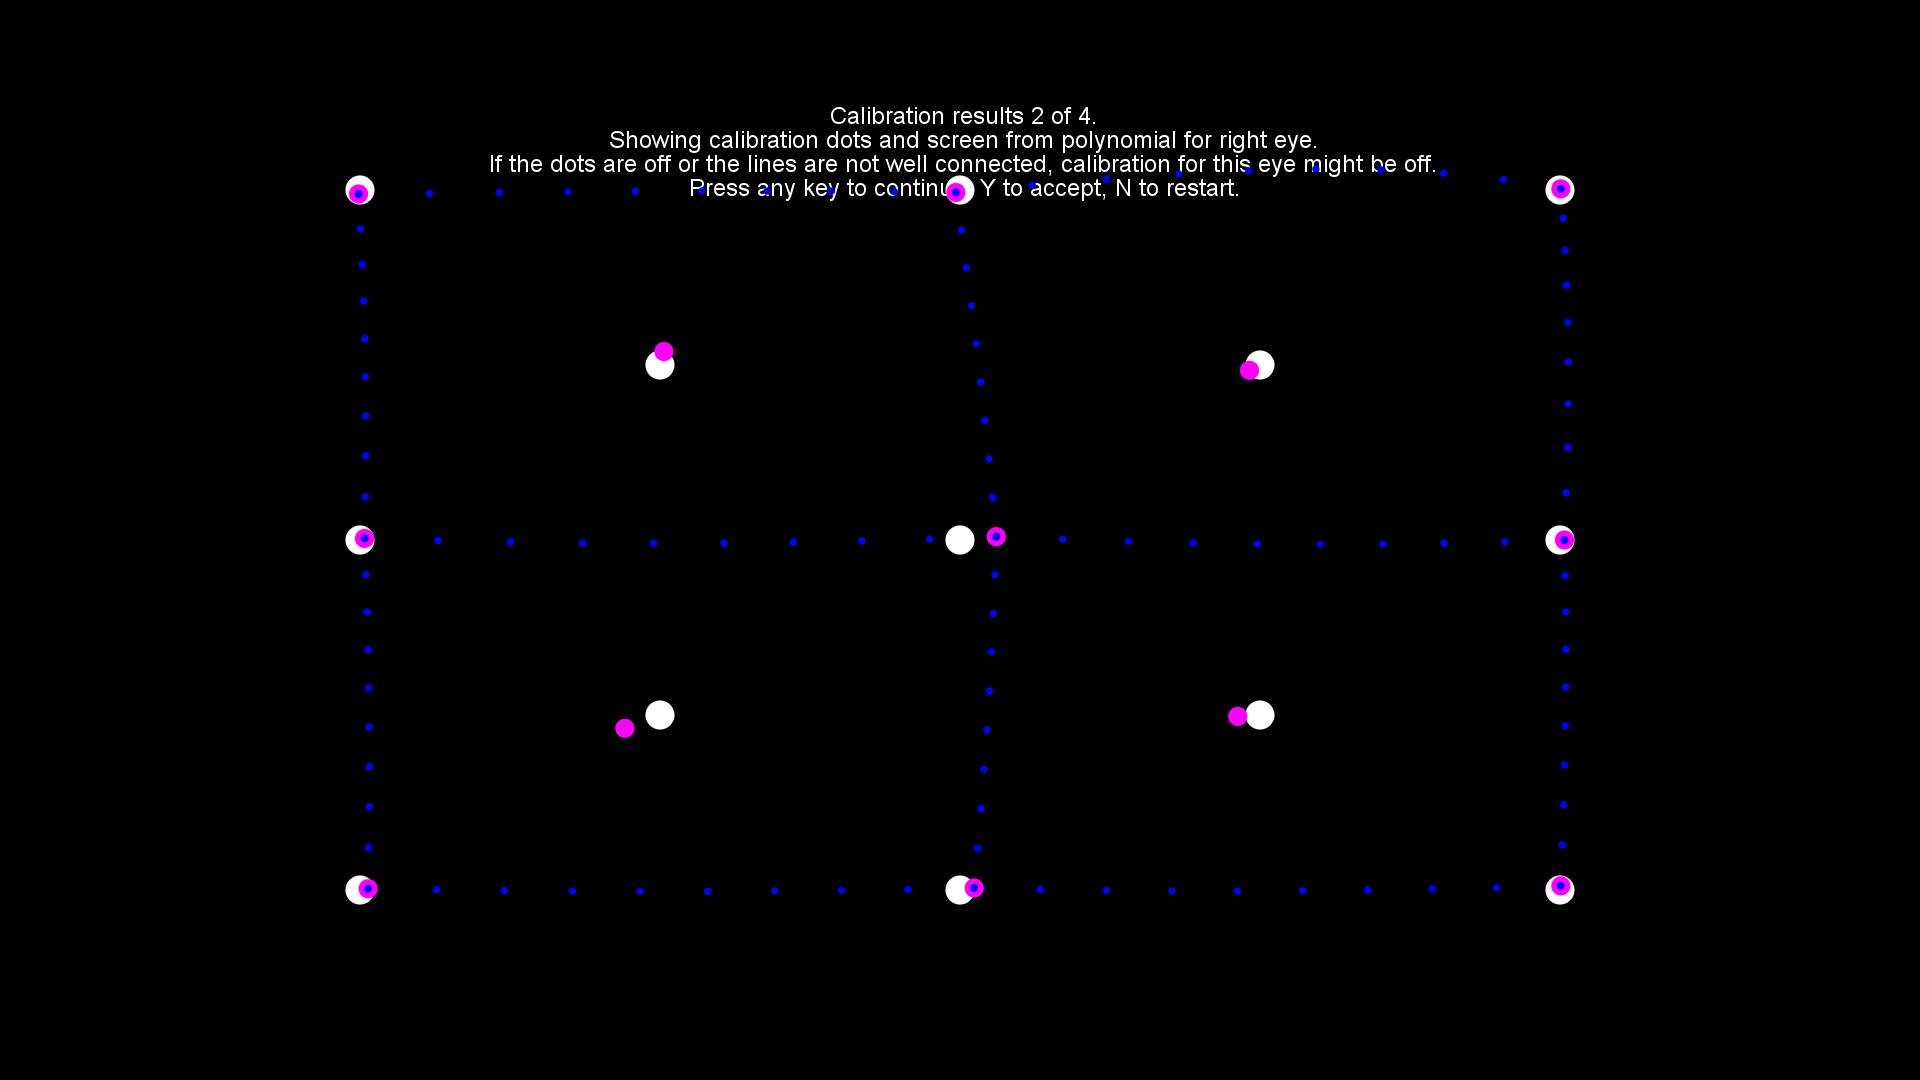 Calibration results 2 of 4.
Showing calibration dots and screen from polynomial for right eye.
If the dots are off or the lines are not well connected, calibration for this eye might be off.
Press any key to continu Y to accept, N to restart.